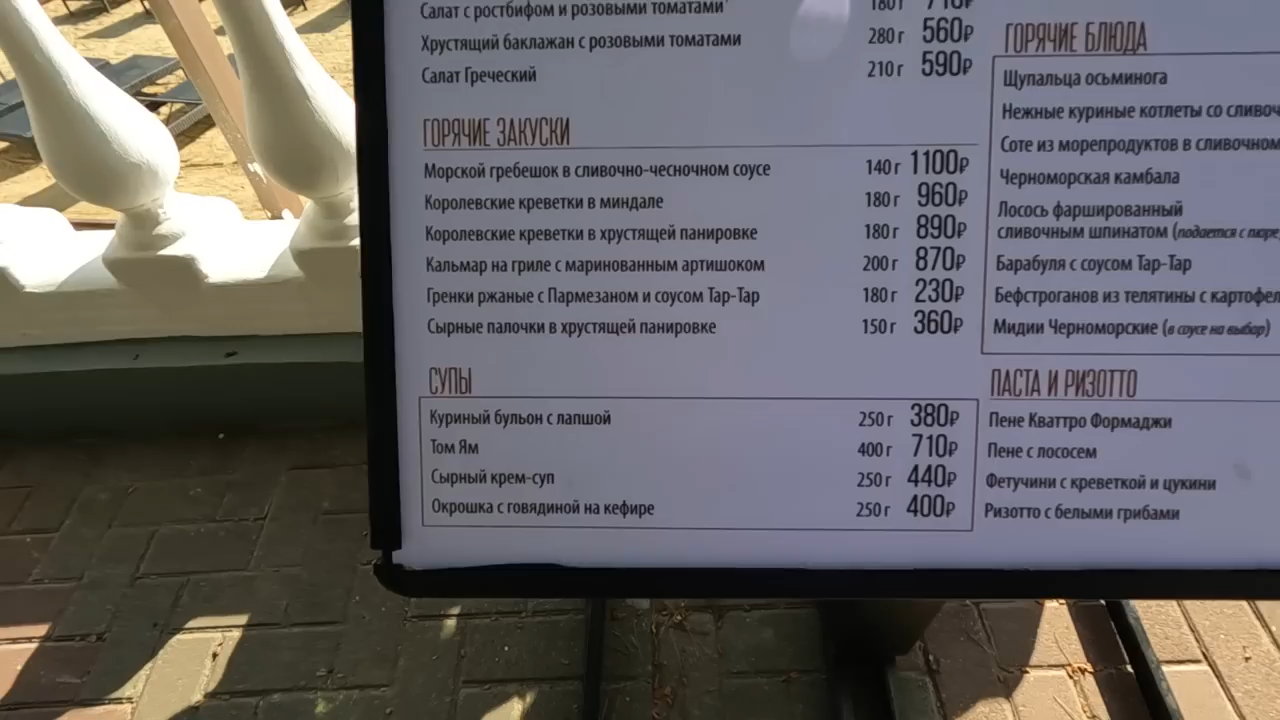 Салат с ростбифом и розовыми томатами 180 г 710₽
Хрустящий баклажан с розовыми томатами 280 г 560₽
Салат Греческий 210 г 590₽
ГОРЯЧИЕ ЗАКУСКИ
Морской гребешок в сливочно-чесночном соусе 140 г 1100₽
Королевские креветки в миндале 180 г 960₽
Королевские креветки в хрустящей панировке 180 г 890₽
Кальмар на гриле с маринованным артишоком 200 г 870₽
Гренки ржаные с Пармезаном и соусом Тар-Тар 180 г 230₽
Сырные палочки в хрустящей панировке 150 г 360₽
СУПЫ
Куриный бульон с лапшой 250 г 380₽
Том Ям 400 г 710₽
Сырный крем-суп 250 г 440₽
Окрошка с говядиной на кефире 250 г 400₽
ГОРЯЧИЕ БЛЮДА
Щупальца осьминога
Нежные куриные котлеты со сливоч
Соте из морепродуктов в сливочном
Черноморская камбала
Лосось фаршированный
сливочным шпинатом (подается с пюре,
Барабуля с соусом Тар-Тар
Бефстроганов из телятины с картофел
Мидии Черноморские (в соусе на выбор)
ПАСТА И РИЗОТТО
Пене Кваттро Формаджи
Пене с лососем
Фетучини с креветкой и цукини
Ризотто с белыми грибами